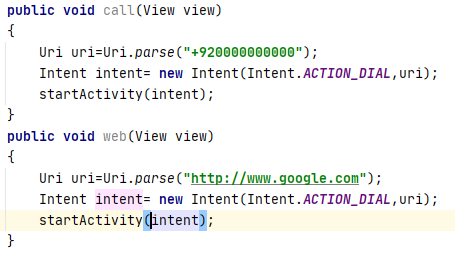 public void call(View view)
{
    Uri uri=Uri.parse("+920000000000");
    Intent intent= new Intent(Intent.ACTION_DIAL,uri);
    startActivity(intent);
}
public void web(View view)
{
    Uri uri=Uri.parse("http://www.google.com");
    Intent intent= new Intent(Intent.ACTION_DIAL,uri);
    startActivity(intent);
}